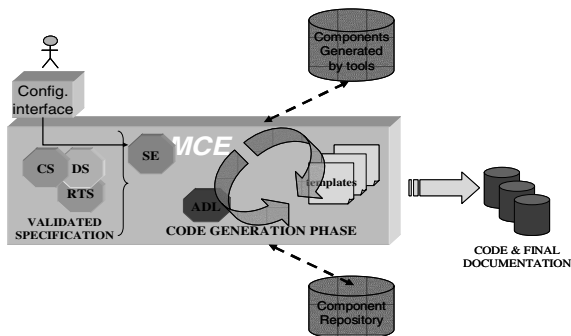 Components
Generated
by tools
Config.
interface
MCE
SE
CS
DS
RTS
templates
ADL
VALIDATED
SPECIFICATION
CODE GENERATION PHASE
CODE & FINAL
DOCUMENTATION
Component
Repository